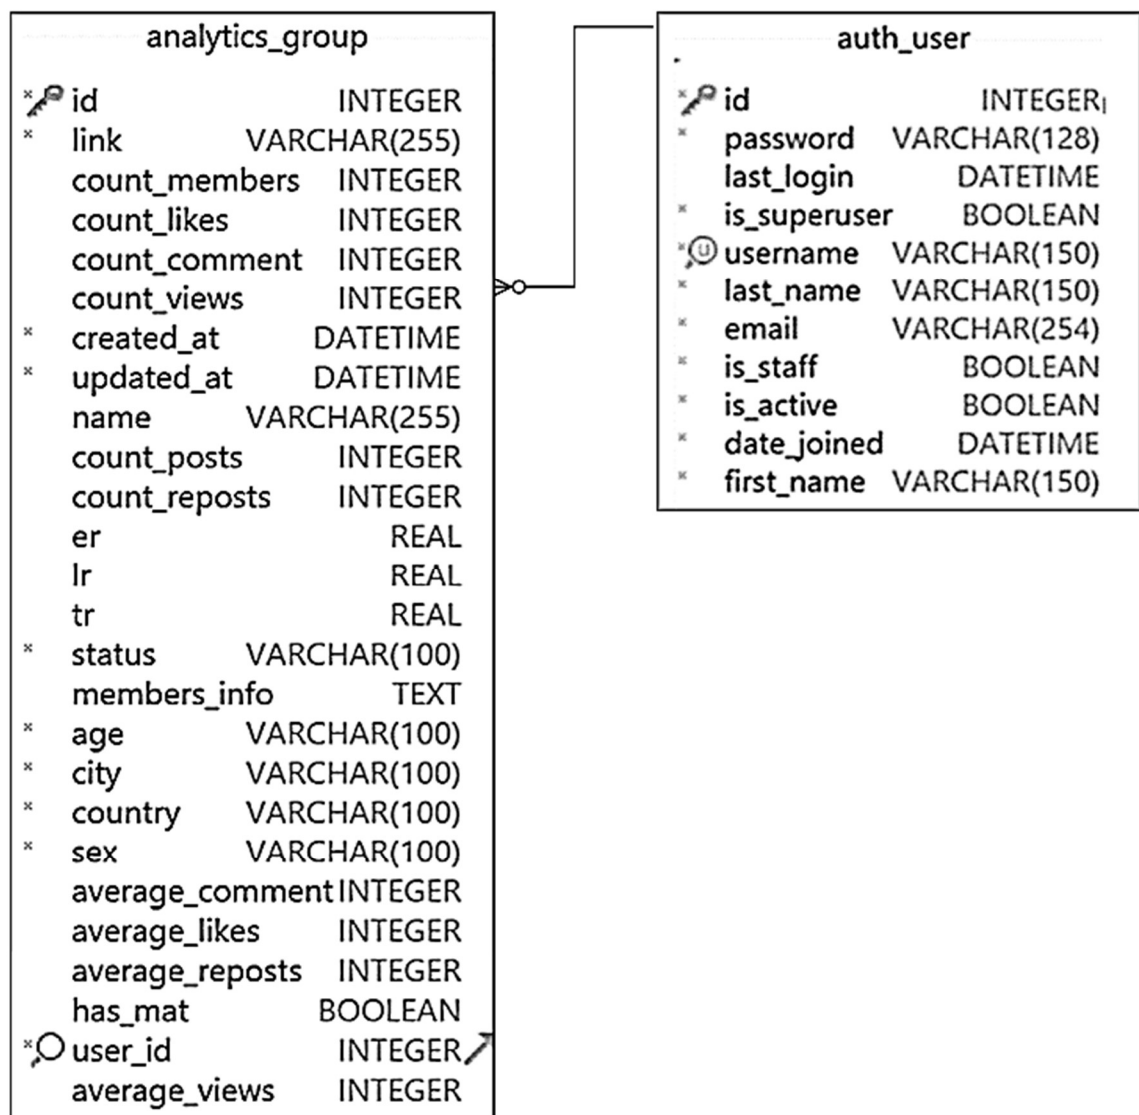 analytics_group
* id INTEGER
* link VARCHAR(255)
count_members INTEGER
count_likes INTEGER
count_comment INTEGER
count_views INTEGER
* created_at DATETIME
* updated_at DATETIME
name VARCHAR(255)
count_posts INTEGER
count_reposts INTEGER
er REAL
lr REAL
tr REAL
* status VARCHAR(100)
members_info TEXT
* age VARCHAR(100)
* city VARCHAR(100)
* country VARCHAR(100)
* sex VARCHAR(100)
average_comment INTEGER
average_likes INTEGER
average_reposts INTEGER
has_mat BOOLEAN
* user_id INTEGER
average_views INTEGER
auth_user
* id INTEGER
* password VARCHAR(128)
last_login DATETIME
* is_superuser BOOLEAN
* u username VARCHAR(150)
* last_name VARCHAR(150)
* email VARCHAR(254)
* is_staff BOOLEAN
* is_active BOOLEAN
* date_joined DATETIME
* first_name VARCHAR(150)